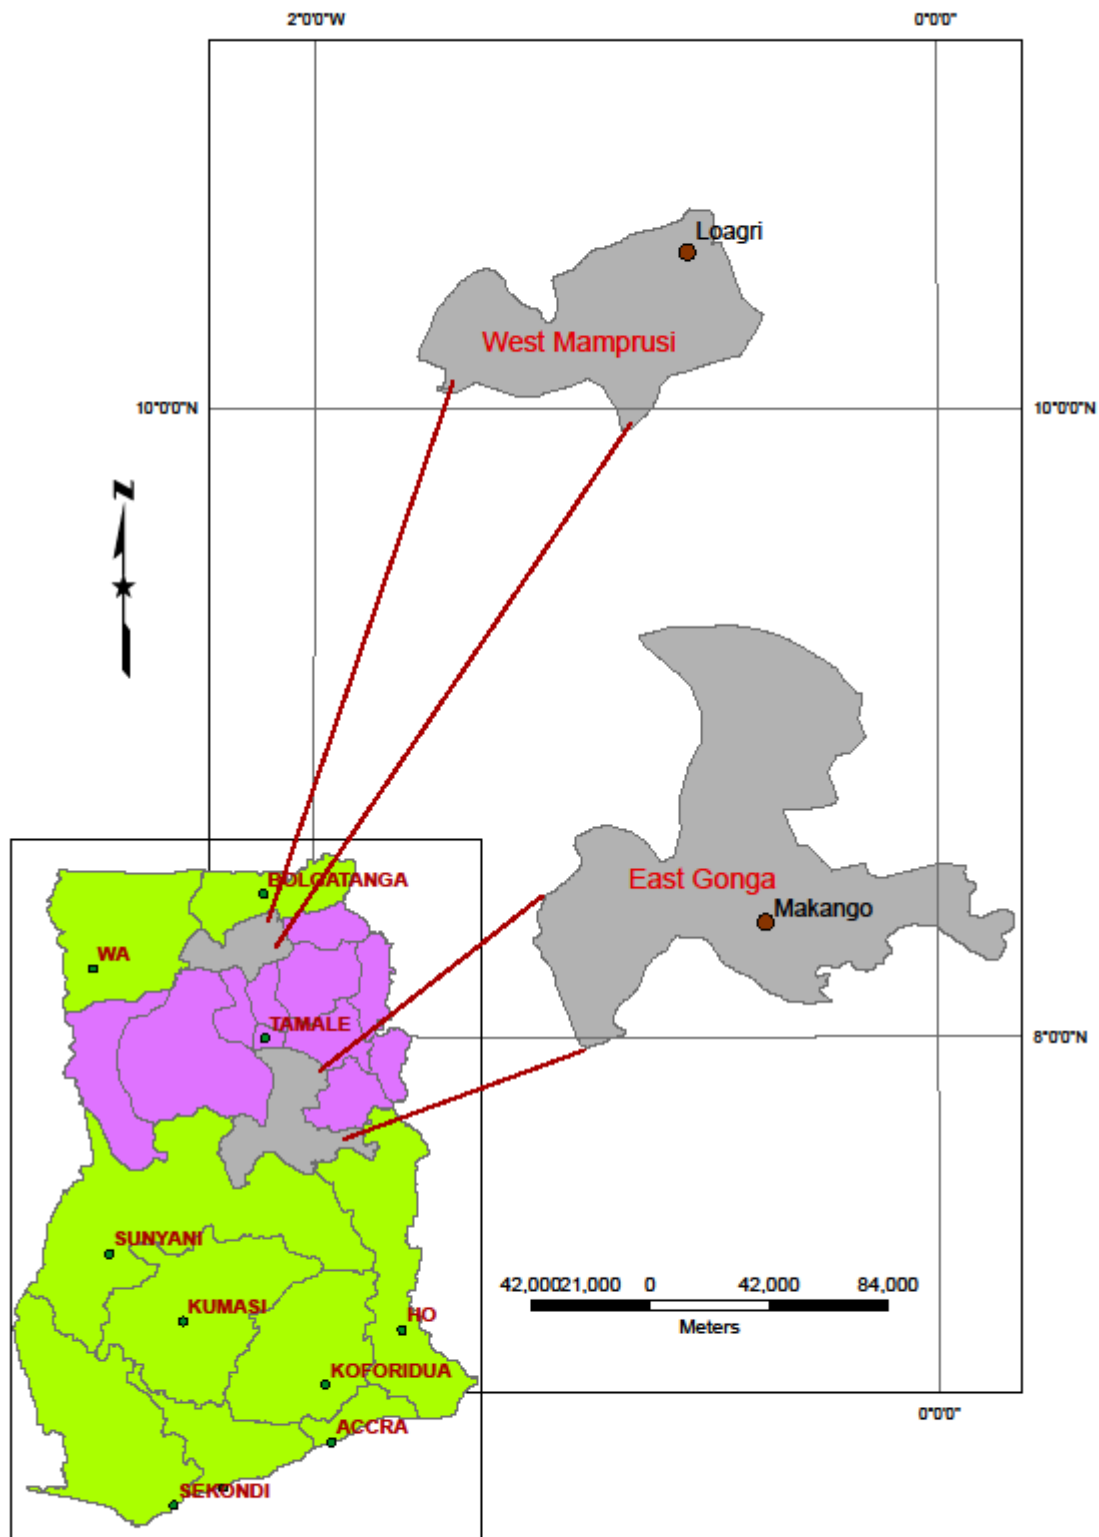 2°0'0"W
0°0'0"
Loagri
West Mamprusi
10°0'0"N
10°0'0"N
N
BOLGATANGA
East Gonga
Makango
WA
TAMALE
8°0'0"N
SUNYANI
42,000 21,000 0 42,000 84,000
Meters
KUMASI
HO
KOFORIDUA
0°0'0"
ACCRA
SEKONDI